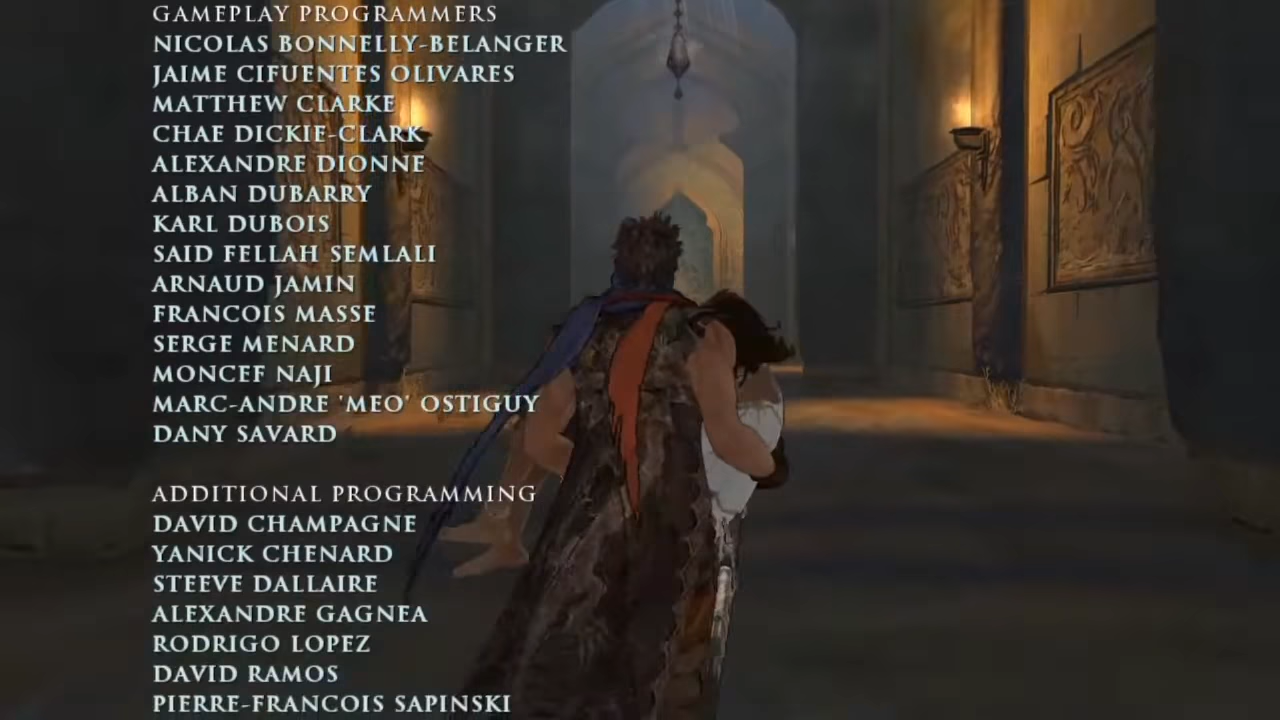 GAMEPLAY PROGRAMMERS
NICOLAS BONNELLY-BELANGER
JAIME CIFUENTES OLIVARES
MATTHEW CLARKE
CHAE DICKIE-CLARK
ALEXANDRE DIONNE
ALBAN DUBARRY
KARL DUBOIS
SAID FELLAH SEMLALI
ARNAUD JAMIN
FRANCOIS MASSE
SERGE MENARD
MONCEF NAJI
MARC-ANDRE 'MEO' OSTIGUY
DANY SAVARD
ADDITIONAL PROGRAMMING
DAVID CHAMPAGNE
YANICK CHENARD
STEEVE DALLAIRE
ALEXANDRE GAGNEA
RODRIGO LOPEZ
DAVID RAMOS
PIERRE-FRANCOIS SAPINSKI